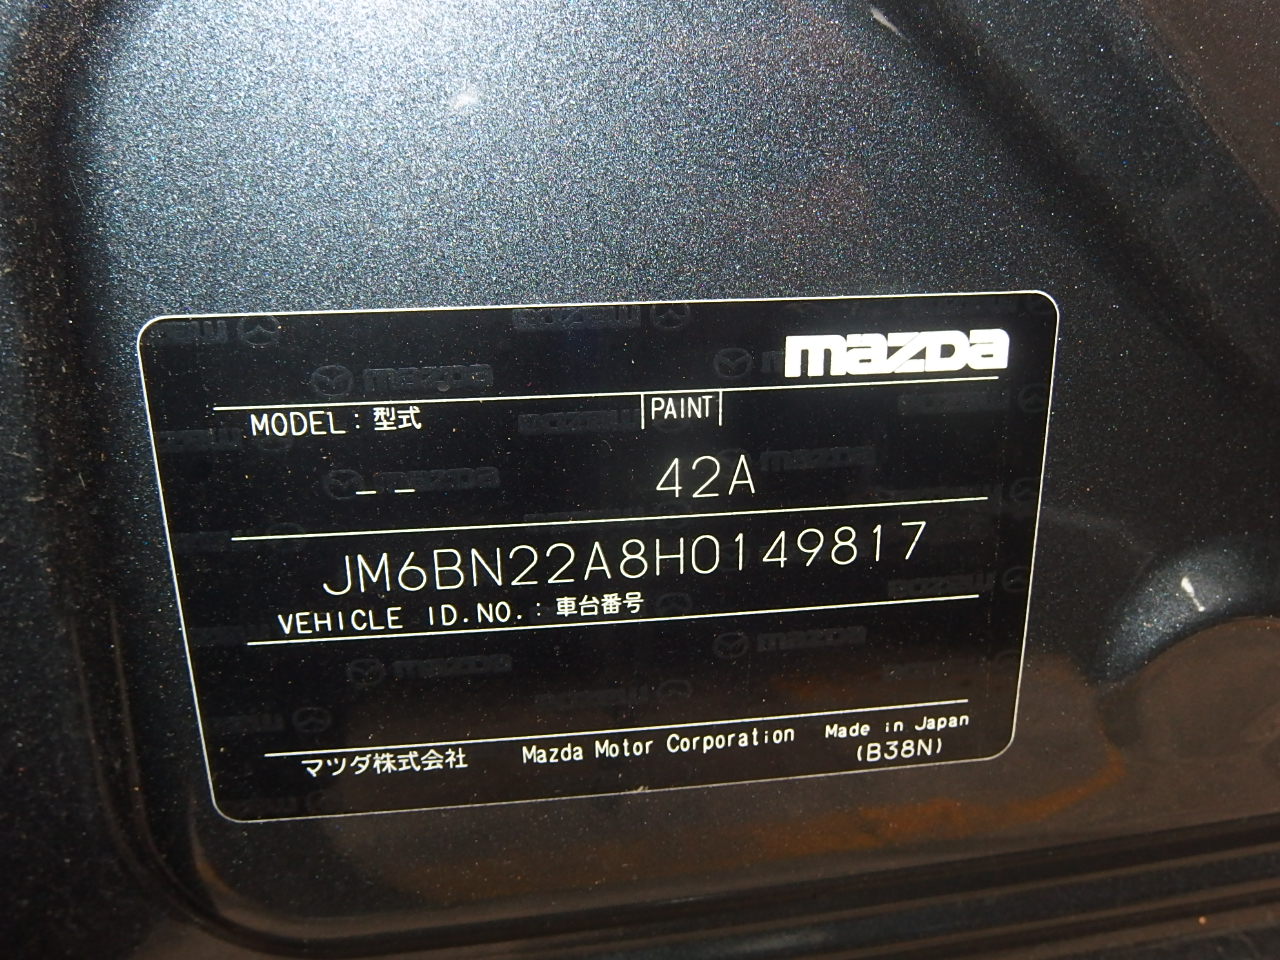 mazda
MODEL : 型式 PAINT
－－ 42A
JM6BN22A8H0149817
VEHICLE ID.NO. : 車台番号
マツダ株式会社 Mazda Motor Corporation Made in Japan
(B38N)